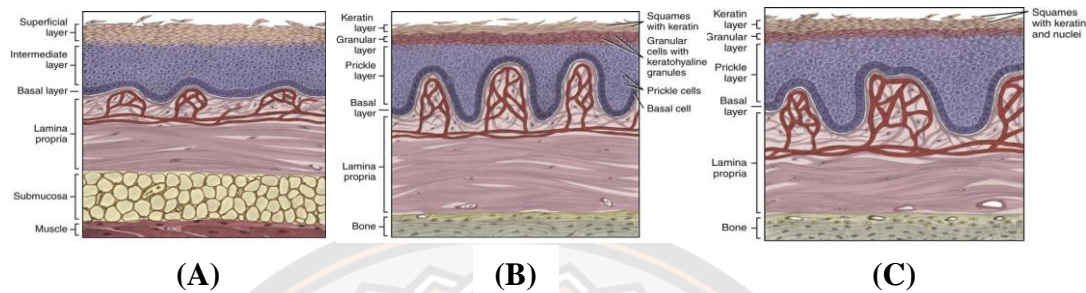 Superficial
layer
Intermediate
layer
Basal layer
Lamina
propria
Submucosa
Muscle
(A)
Keratin
layer
Granular
layer
Prickle
layer
Basal
layer
Lamina
propria
Bone
Squames
with keratin
Granular
cells with
keratohyaline
granules
Prickle cells
Basal cell
(B)
Keratin
layer
Granular
layer
Prickle
layer
Basal
layer
Lamina
propria
Bone
Squames
with keratin
and nuclei
(C)